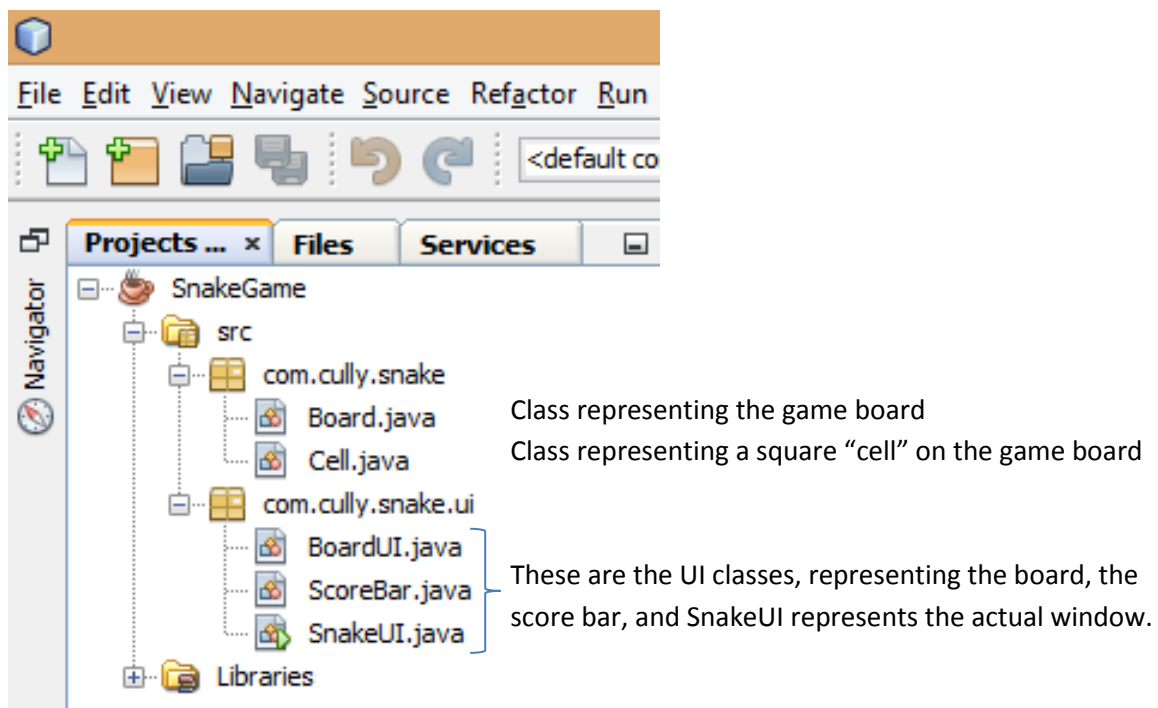 File Edit View Navigate Source Refactor Run
<default co
Projects ... × Files Services
Navigator
SnakeGame
src
com.cully.snake
Board.java Class representing the game board
Cell.java Class representing a square “cell” on the game board
com.cully.snake.ui
BoardUI.java
ScoreBar.java These are the UI classes, representing the board, the
SnakeUI.java score bar, and SnakeUI represents the actual window.
Libraries